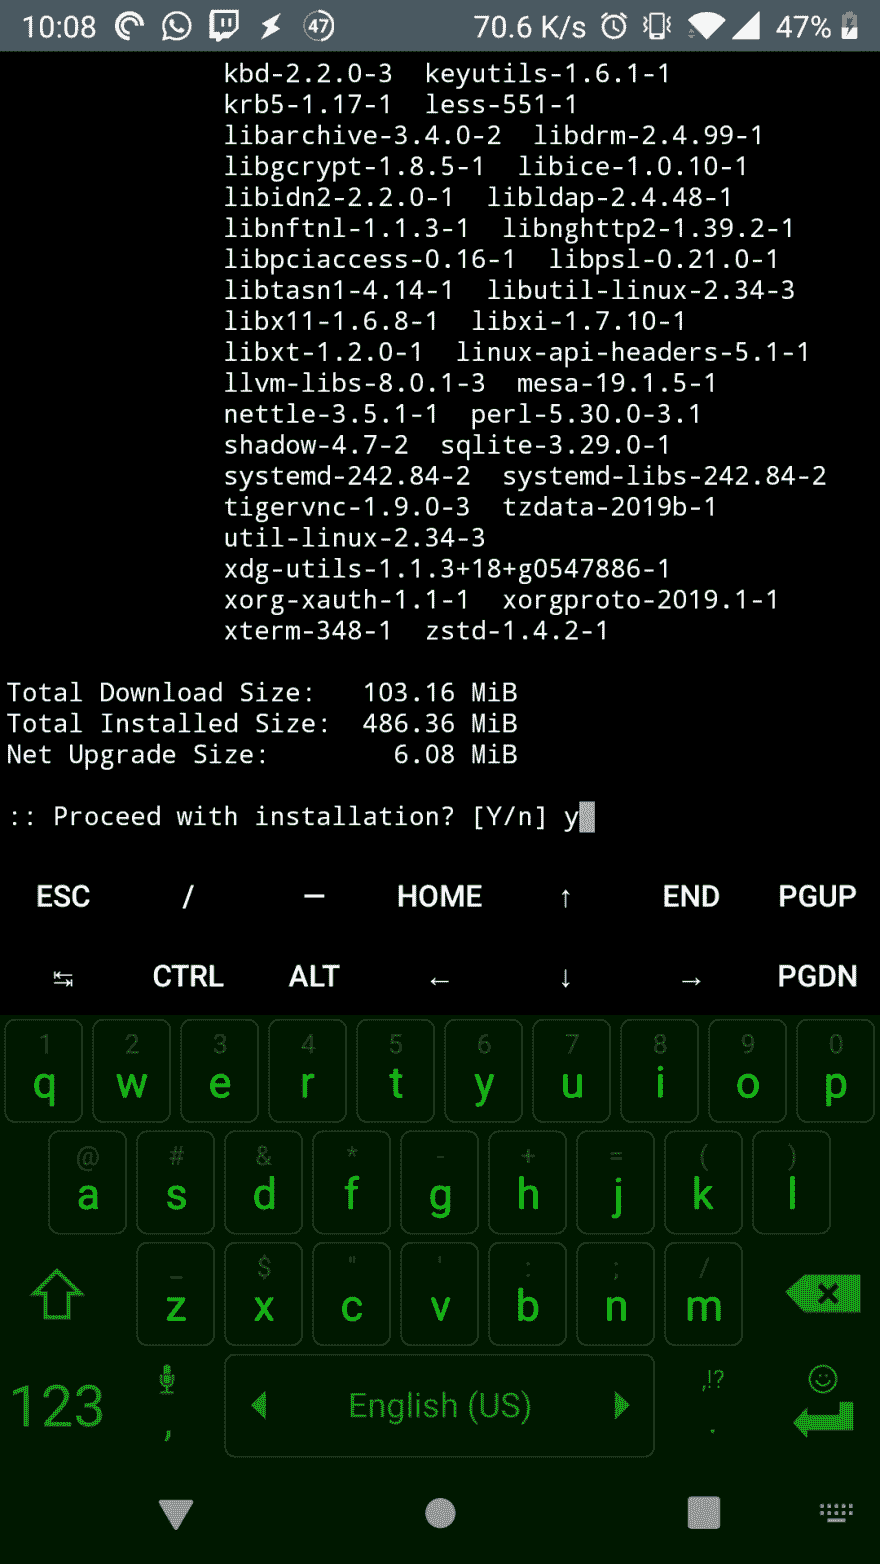 10:08 47 70.6 K/s 47%
kbd-2.2.0-3 keyutils-1.6.1-1
krb5-1.17-1 less-551-1
libarchive-3.4.0-2 libdrm-2.4.99-1
libgcrypt-1.8.5-1 libice-1.0.10-1
libidn2-2.2.0-1 libldap-2.4.48-1
libnftnl-1.1.3-1 libnghttp2-1.39.2-1
libpciaccess-0.16-1 libpsl-0.21.0-1
libtasn1-4.14-1 libutil-linux-2.34-3
libx11-1.6.8-1 libxi-1.7.10-1
libxt-1.2.0-1 linux-api-headers-5.1-1
llvm-libs-8.0.1-3 mesa-19.1.5-1
nettle-3.5.1-1 perl-5.30.0-3.1
shadow-4.7-2 sqlite-3.29.0-1
systemd-242.84-2 systemd-libs-242.84-2
tigervnc-1.9.0-3 tzdata-2019b-1
util-linux-2.34-3
xdg-utils-1.1.3+18+g0547886-1
xorg-xauth-1.1-1 xorgproto-2019.1-1
xterm-348-1 zstd-1.4.2-1
Total Download Size: 103.16 MiB
Total Installed Size: 486.36 MiB
Net Upgrade Size: 6.08 MiB
:: Proceed with installation? [Y/n] y
ESC / — HOME ↑ END PGUP
↹ CTRL ALT ← ↓ → PGDN
1 2 3 4 5 6 7 8 9 0
q w e r t y u i o p
@ # & * - + = ( )
a s d f g h j k l
_ $ " ' : ; /
z x c v b n m
123 , English (US) ,!? .